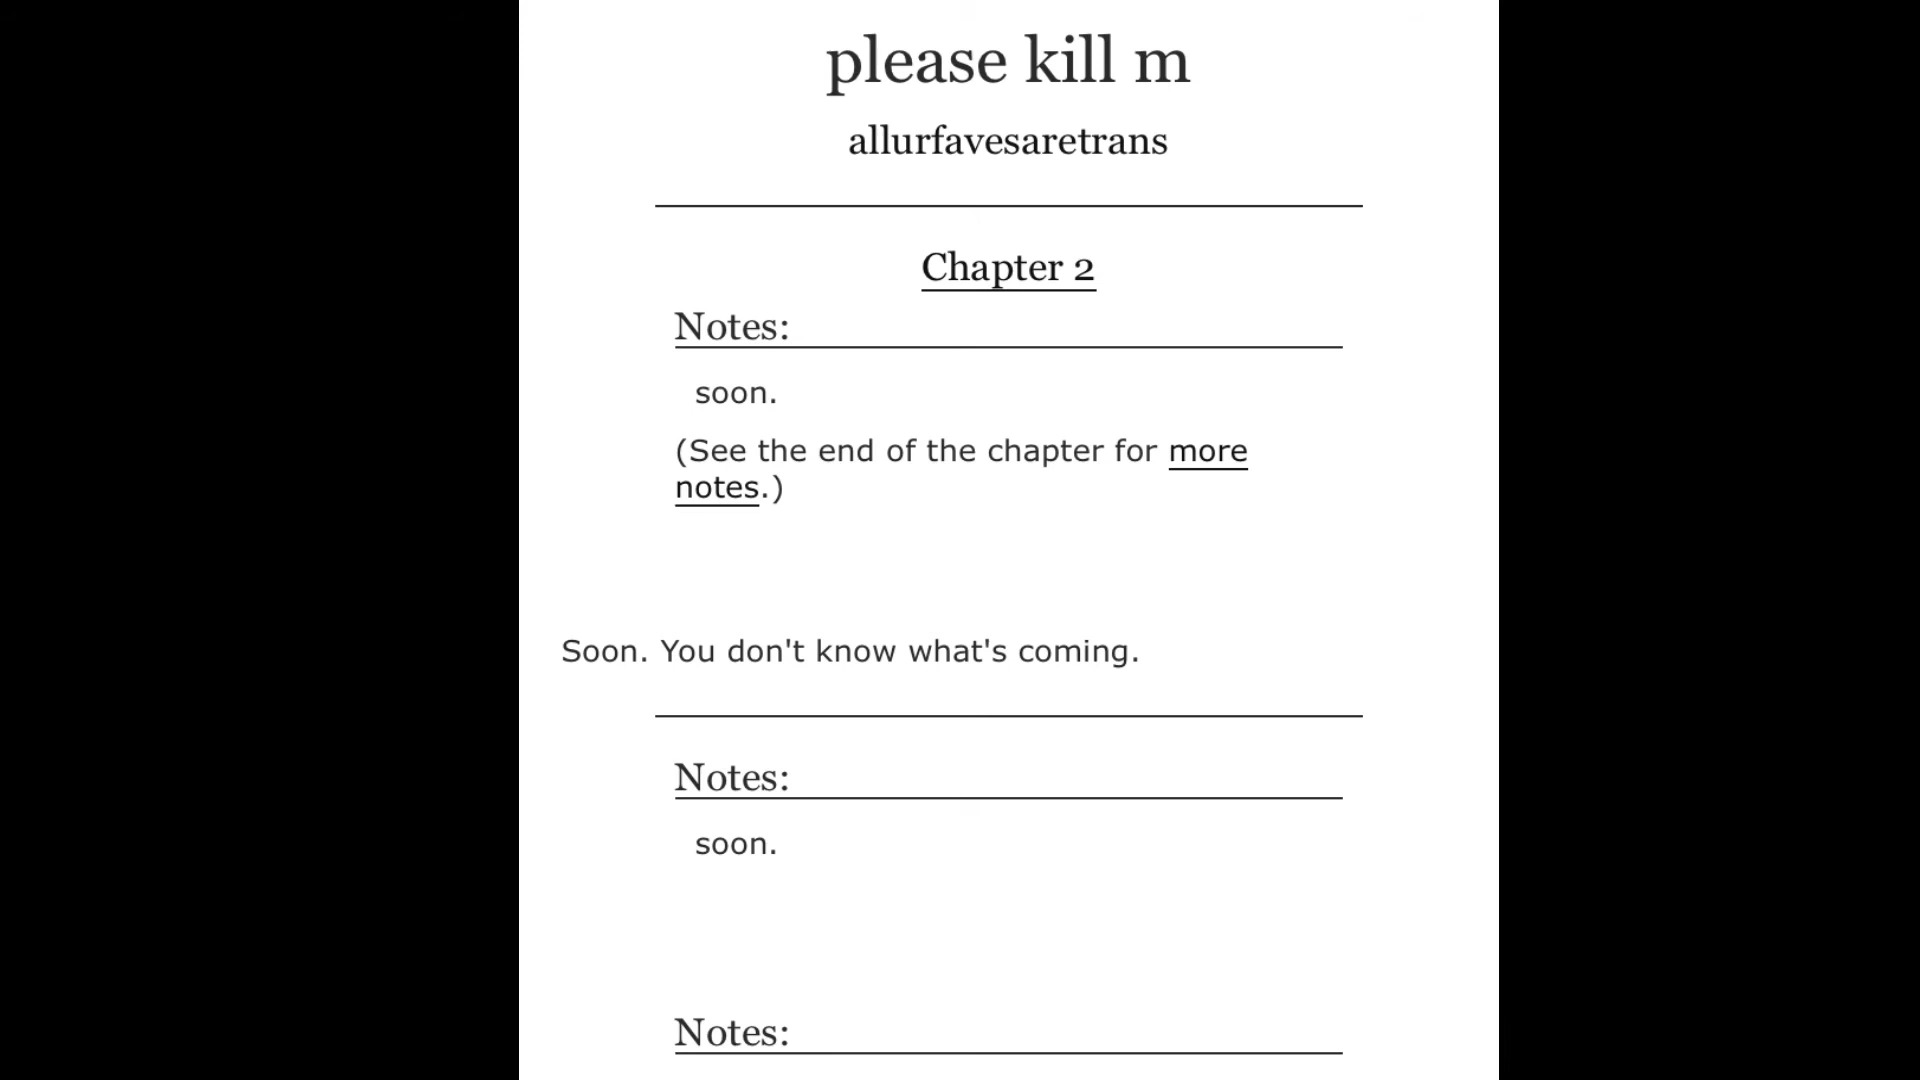 please kill m
allurfavesaretrans
Chapter 2
Notes:
soon.
(See the end of the chapter for more
notes.)
Soon. You don't know what's coming.
Notes:
soon.
Notes: